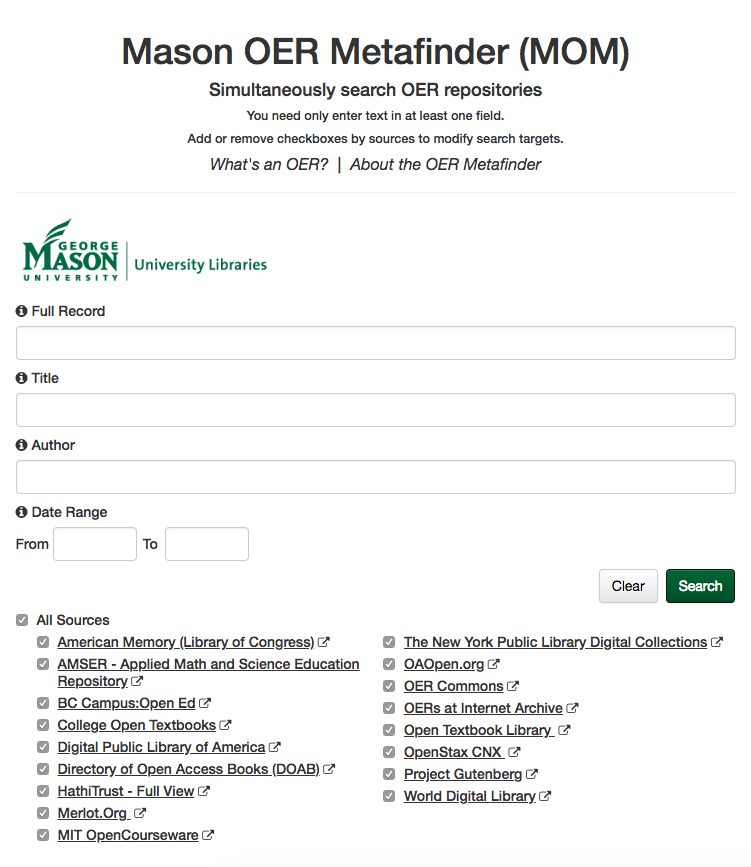 Mason OER Metafinder (MOM)
Simultaneously search OER repositories
You need only enter text in at least one field.
Add or remove checkboxes by sources to modify search targets.
What's an OER? | About the OER Metafinder
GEORGE
MASON
UNIVERSITY
University Libraries
Full Record
Title
Author
Date Range
From To
Clear Search
All Sources
American Memory (Library of Congress)
AMSER - Applied Math and Science Education
Repository
BC Campus:Open Ed
College Open Textbooks
Digital Public Library of America
Directory of Open Access Books (DOAB)
HathiTrust - Full View
Merlot.Org
MIT OpenCourseware
The New York Public Library Digital Collections
OAOpen.org
OER Commons
OERs at Internet Archive
Open Textbook Library
OpenStax CNX
Project Gutenberg
World Digital Library